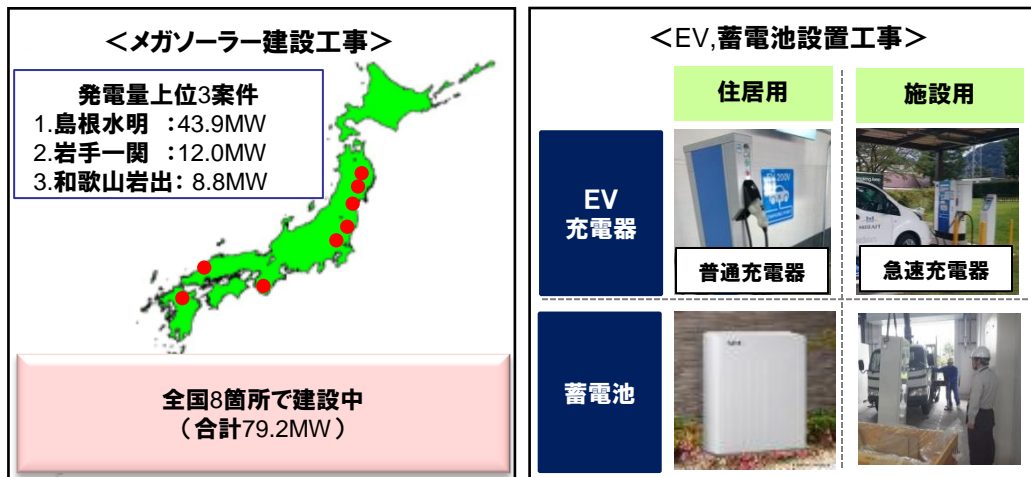 ＜メガソーラー建設工事＞
発電量上位3案件
1.島根水明 ：43.9MW
2.岩手一関 ：12.0MW
3.和歌山岩出： 8.8MW
全国8箇所で建設中
（合計79.2MW）
＜EV,蓄電池設置工事＞
住居用
施設用
EV
充電器
200V
普通充電器
急速充電器
蓄電池